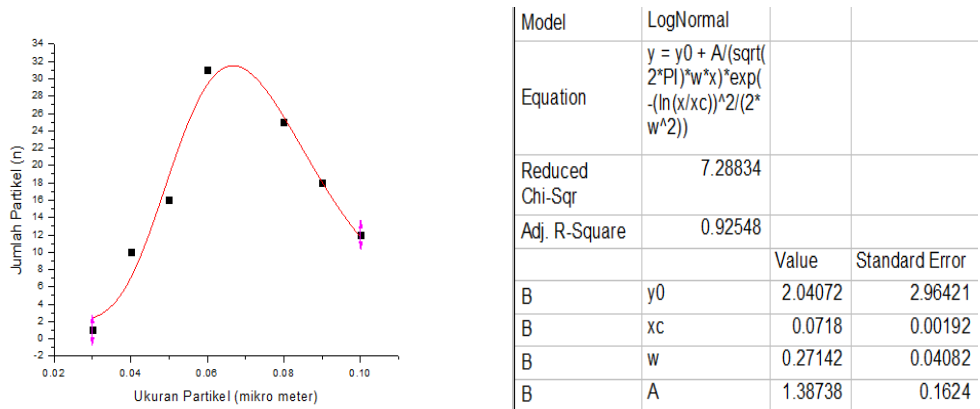 34
32
30
28
26
24
22
20
18
16
14
12
10
8
6
4
2
0
-2
Jumlah Partikel (n)
0.02 0.04 0.06 0.08 0.10
Ukuran Partikel (mikro meter)
Model LogNormal
Equation
y = y0 + A/(sqrt(
2*PI)*w*x)*exp(
-(ln(x/xc))^2/(2*
w^2))
Reduced
Chi-Sqr
7.28834
Adj. R-Square 0.92548
Value Standard Error
B y0 2.04072 2.96421
B xc 0.0718 0.00192
B w 0.27142 0.04082
B A 1.38738 0.1624